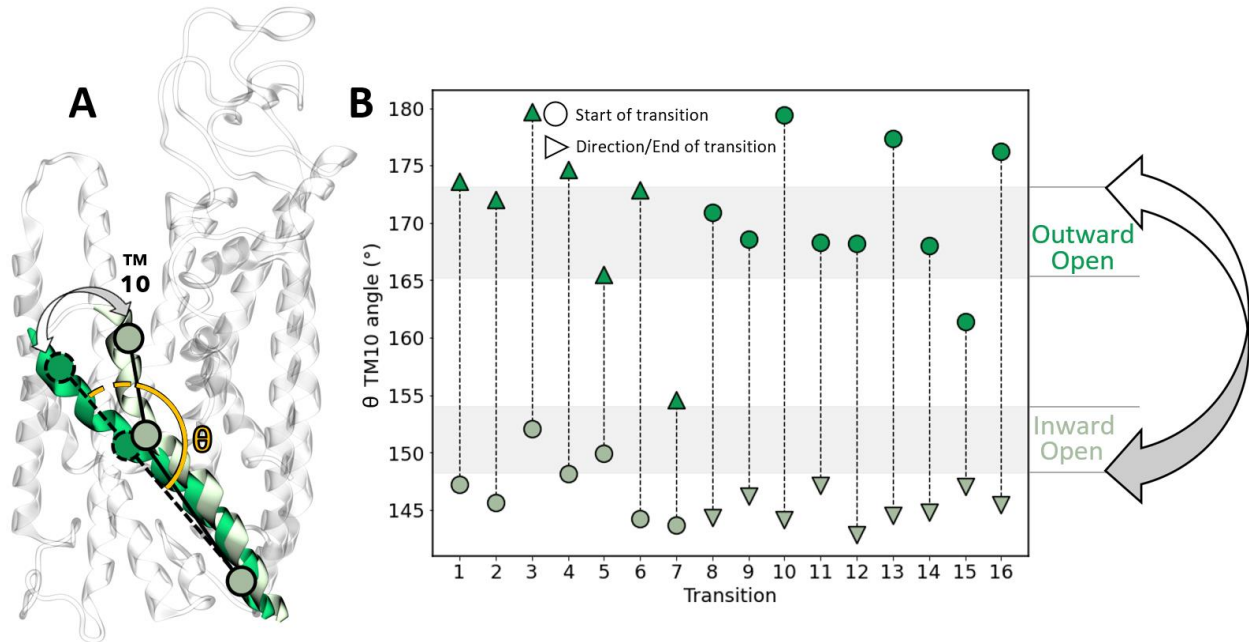 A
TM
10
θ
B
θ TM10 angle (°)
180
175
170
165
160
155
150
145
Start of transition
Direction/End of transition
Outward
Open
Inward
Open
1 2 3 4 5 6 7 8 9 10 11 12 13 14 15 16
Transition